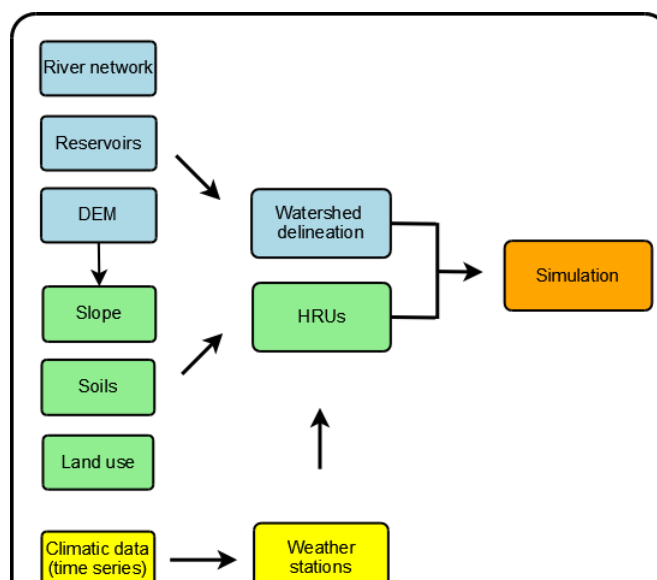 River network
Reservoirs
DEM
Watershed
delineation
Simulation
Slope
HRUs
Soils
Land use
Climatic data
(time series)
Weather
stations